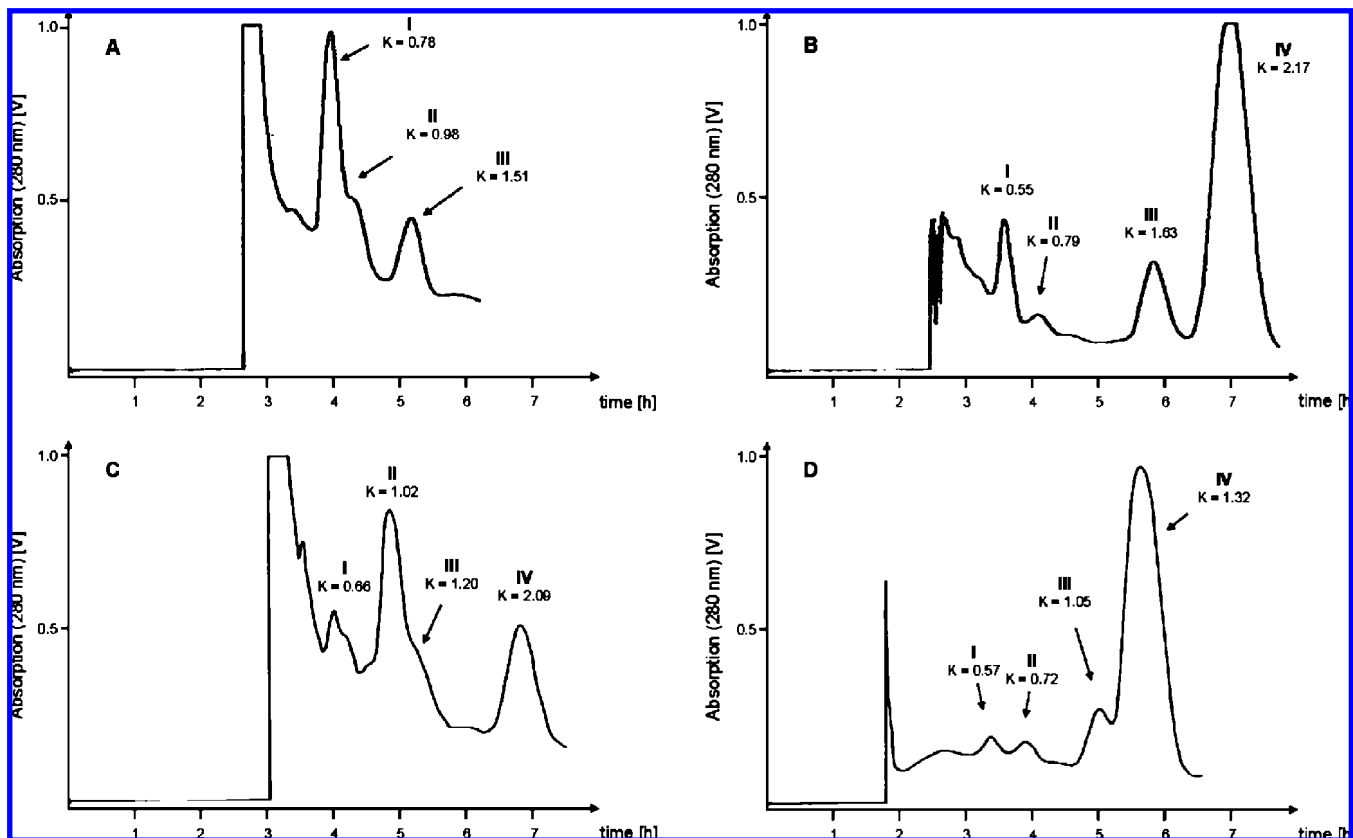 A
Absorption (280 nm) [V]
1.0
0.5
I
K = 0.78
II
K = 0.98
III
K = 1.51
1 2 3 4 5 6 7 time [h]
B
Absorption (280 nm) [V]
1.0
0.5
I
K = 0.55
II
K = 0.79
III
K = 1.63
IV
K = 2.17
1 2 3 4 5 6 7 time [h
C
Absorption (280 nm) [V]
1.0
0.5
I
K = 0.66
II
K = 1.02
III
K = 1.20
IV
K = 2.09
1 2 3 4 5 6 7 time [h]
D
Absorption (280 nm) [V]
1.0
0.5
I
K = 0.57
II
K = 0.72
III
K = 1.05
IV
K = 1.32
1 2 3 4 5 6 7 time [h